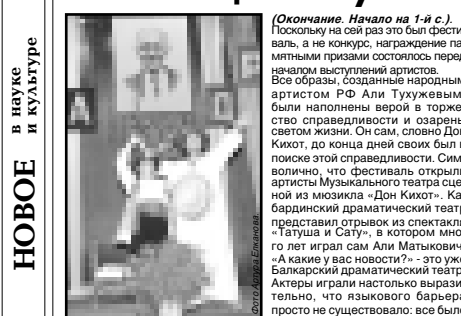 НОВОЕ
в науке
и культуре
Фото Артура Елканова.
(Окончание. Начало на 1-й с.).
Поскольку на сей раз это был фести
валь, а не конкурс, награждение па
мятными призами состоялось перед
началом выступлений артистов.
Все образы, созданные народным
артистом РФ Али Тухужевым,
были наполнены верой в торже
ство справедливости и озарены
светом жизни. Он сам, словно Дон
Кихот, до конца дней своих был в
поиске этой справедливости. Сим
волично, что фестиваль открыли
артисты Музыкального театра сце
ной из мюзикла «Дон Кихот». Ка
бардинский драматический театр
представил отрывок из спектакля
«Татуша и Сату», в котором мно
го лет играл сам Али Матыкович.
«А какие у вас новости?» - это уже
Балкарский драматический театр.
Актеры играли настолько вырази
тельно, что языкового барьера
просто не существовало: все было